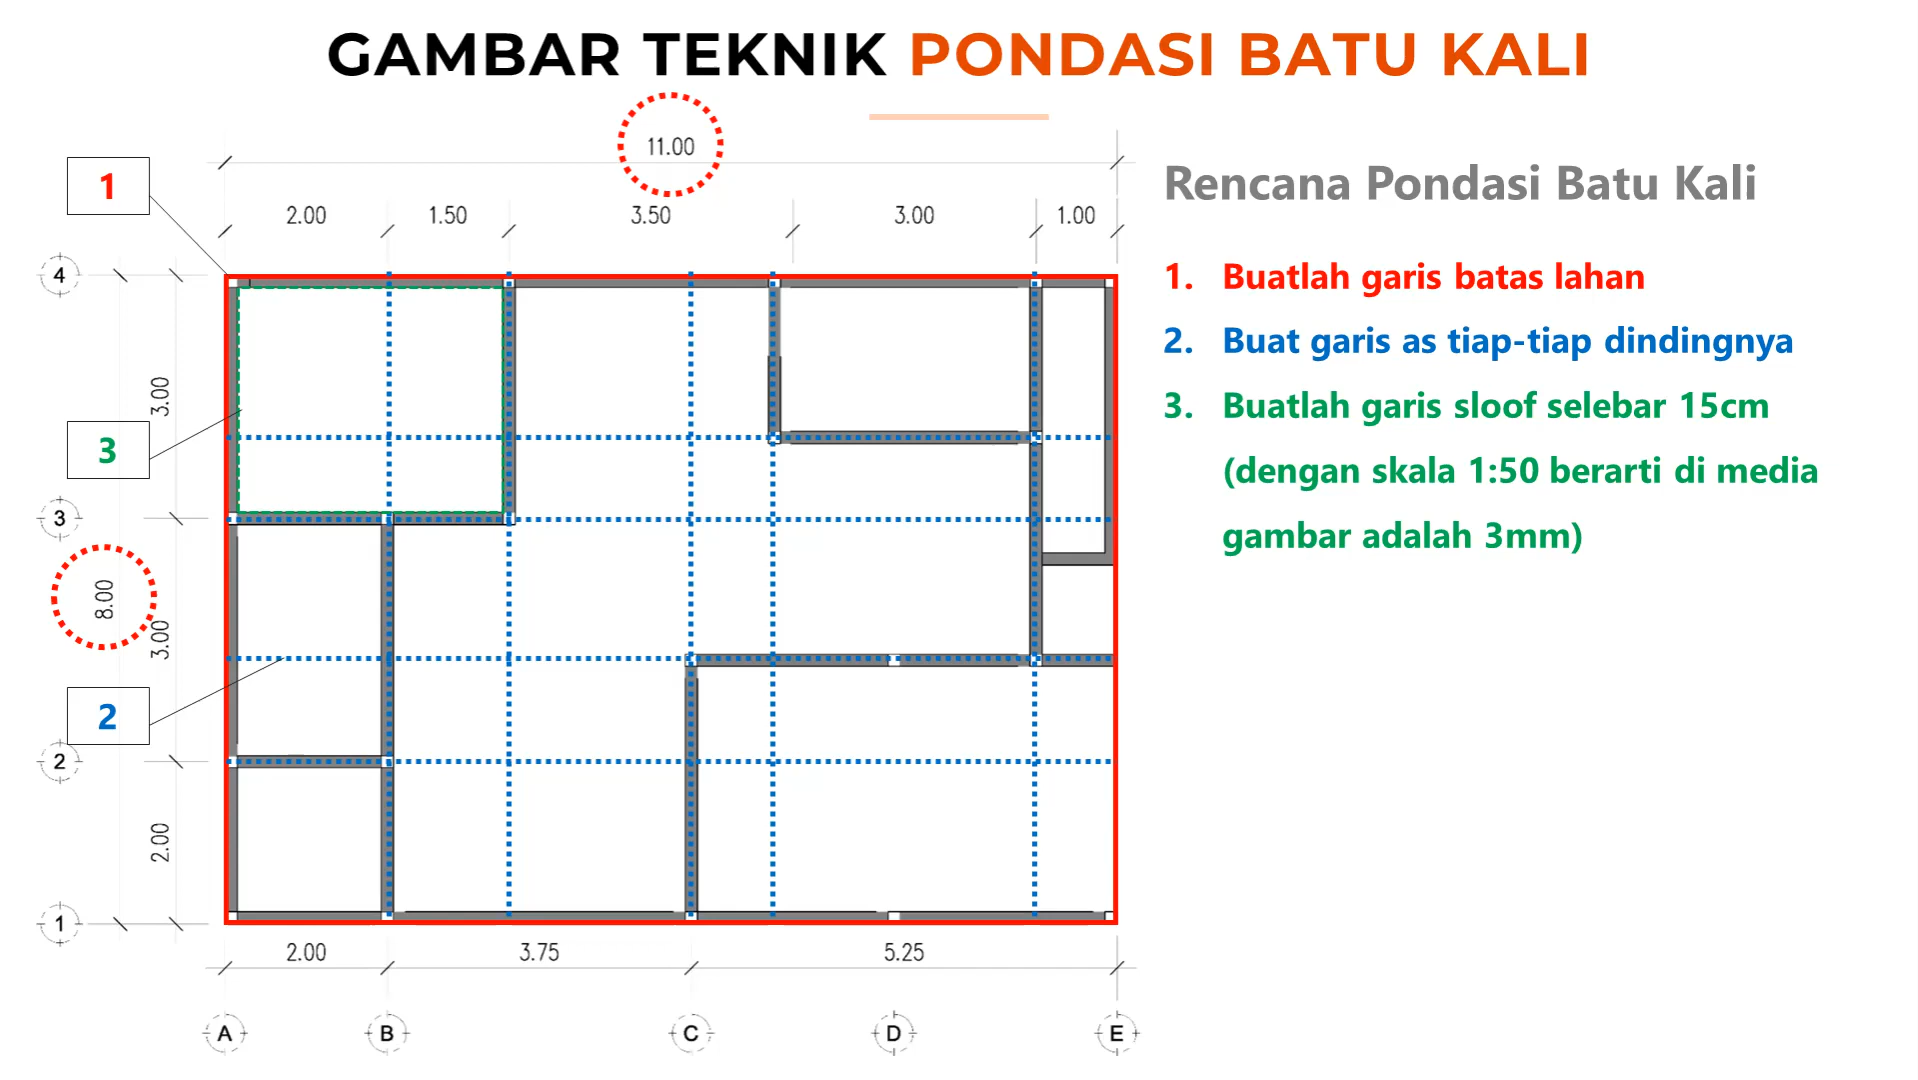 GAMBAR TEKNIK PONDASI BATU KALI
11.00
2.00 1.50 3.50 3.00 1.00
1
4
3.00
3
3
8.00
3.00
2
2
2.00
1
2.00 3.75 5.25
A B C D E
Rencana Pondasi Batu Kali
1. Buatlah garis batas lahan
2. Buat garis as tiap-tiap dindingnya
3. Buatlah garis sloof selebar 15cm
(dengan skala 1:50 berarti di media
gambar adalah 3mm)